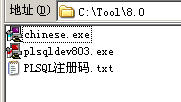 地址(D) C:\Tool\8.0
chinese.exe
plsqldev803.exe
PLSQL注册码.txt